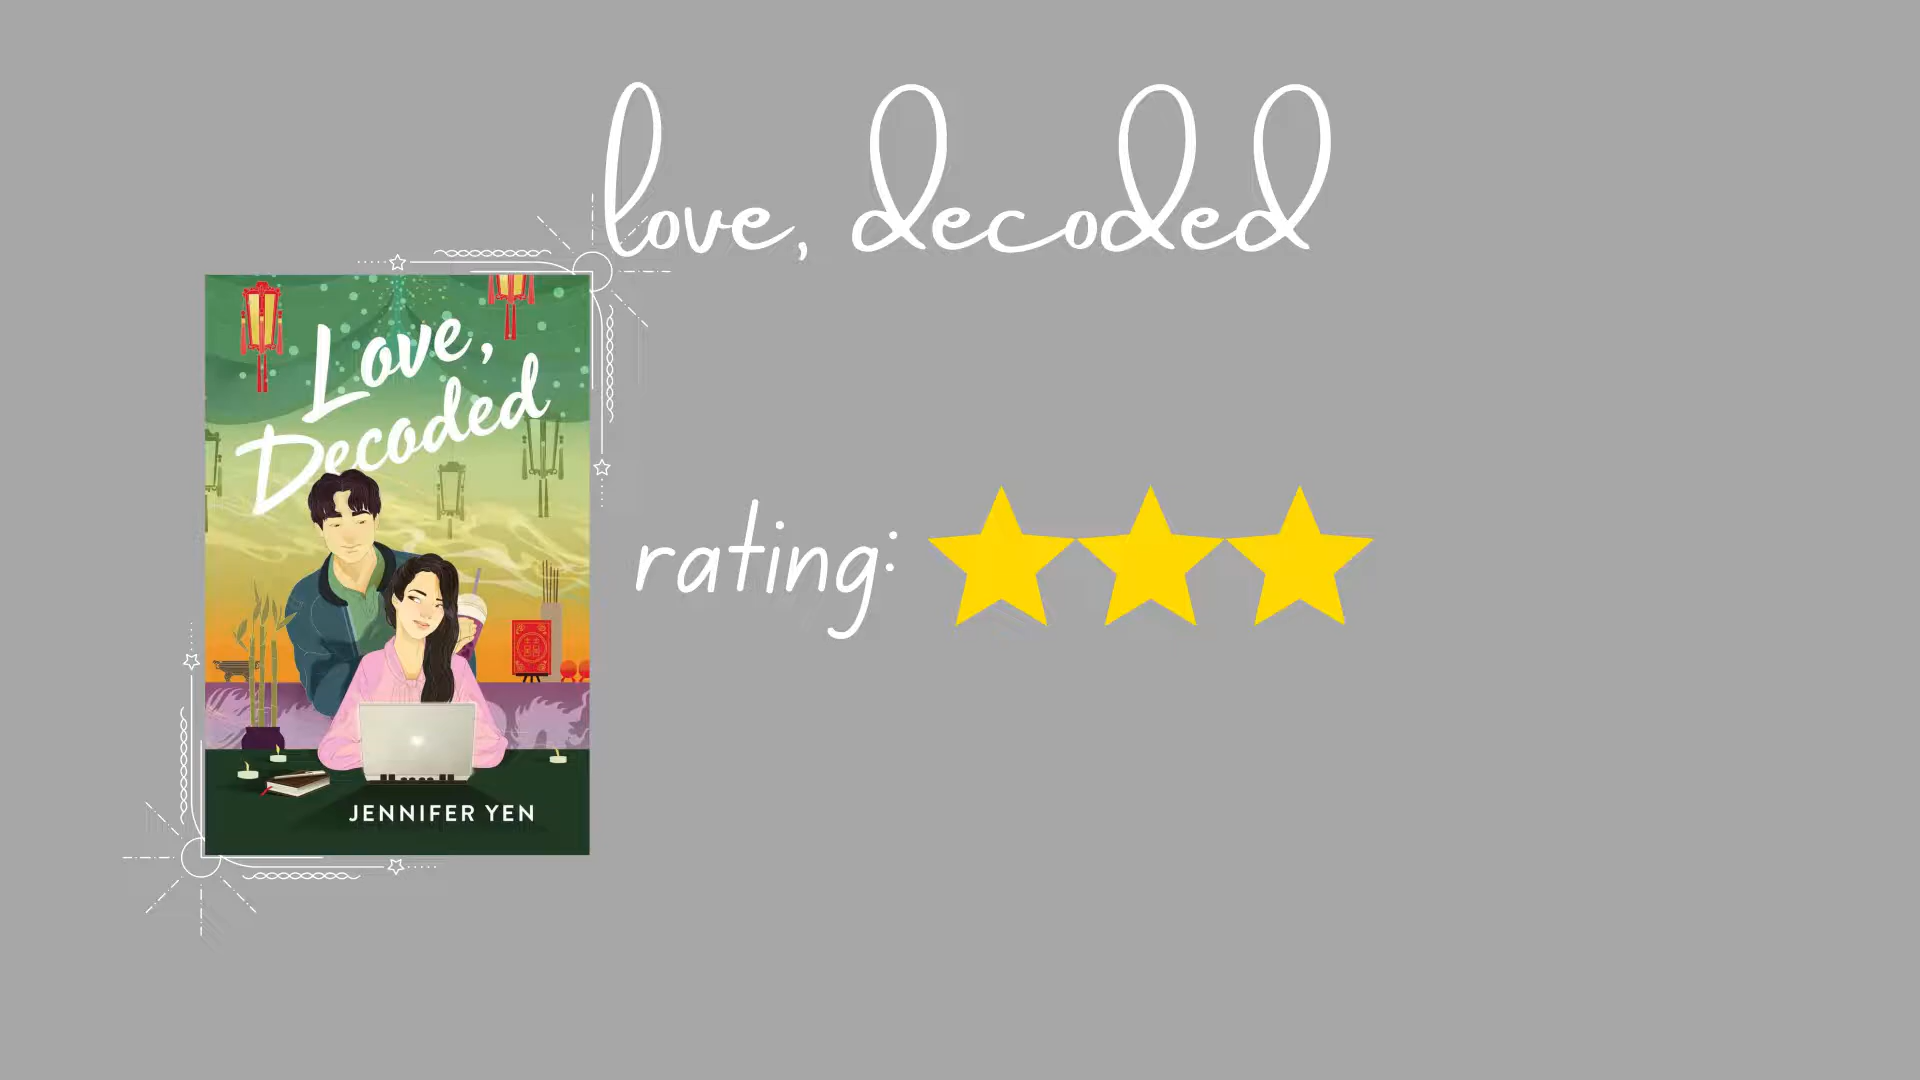 love, decoded
Love,
Decoded
JENNIFER YEN
rating: